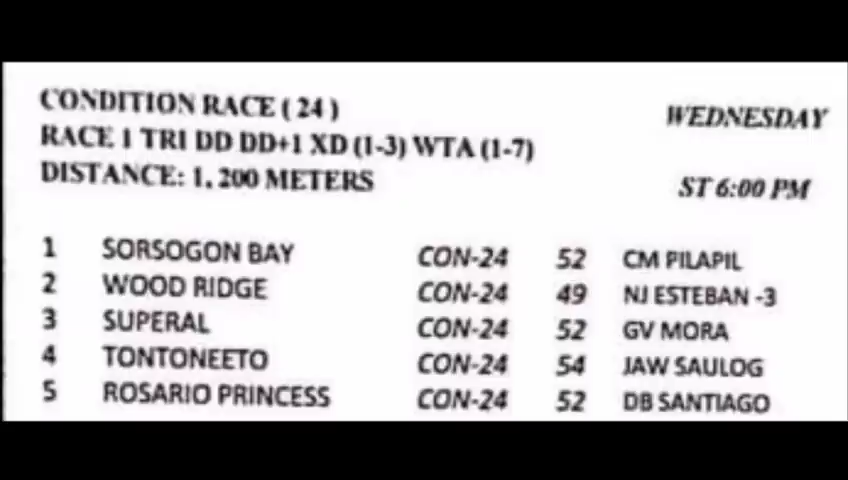 CONDITION RACE ( 24 ) WEDNESDAY
RACE 1 TRI DD DD+1 XD (1-3) WTA (1-7)
DISTANCE: 1, 200 METERS ST 6:00 PM
1 SORSOGON BAY CON-24 52 CM PILAPIL
2 WOOD RIDGE CON-24 49 NJ ESTEBAN -3
3 SUPERAL CON-24 52 GV MORA
4 TONTONEETO CON-24 54 JAW SAULOG
5 ROSARIO PRINCESS CON-24 52 DB SANTIAGO